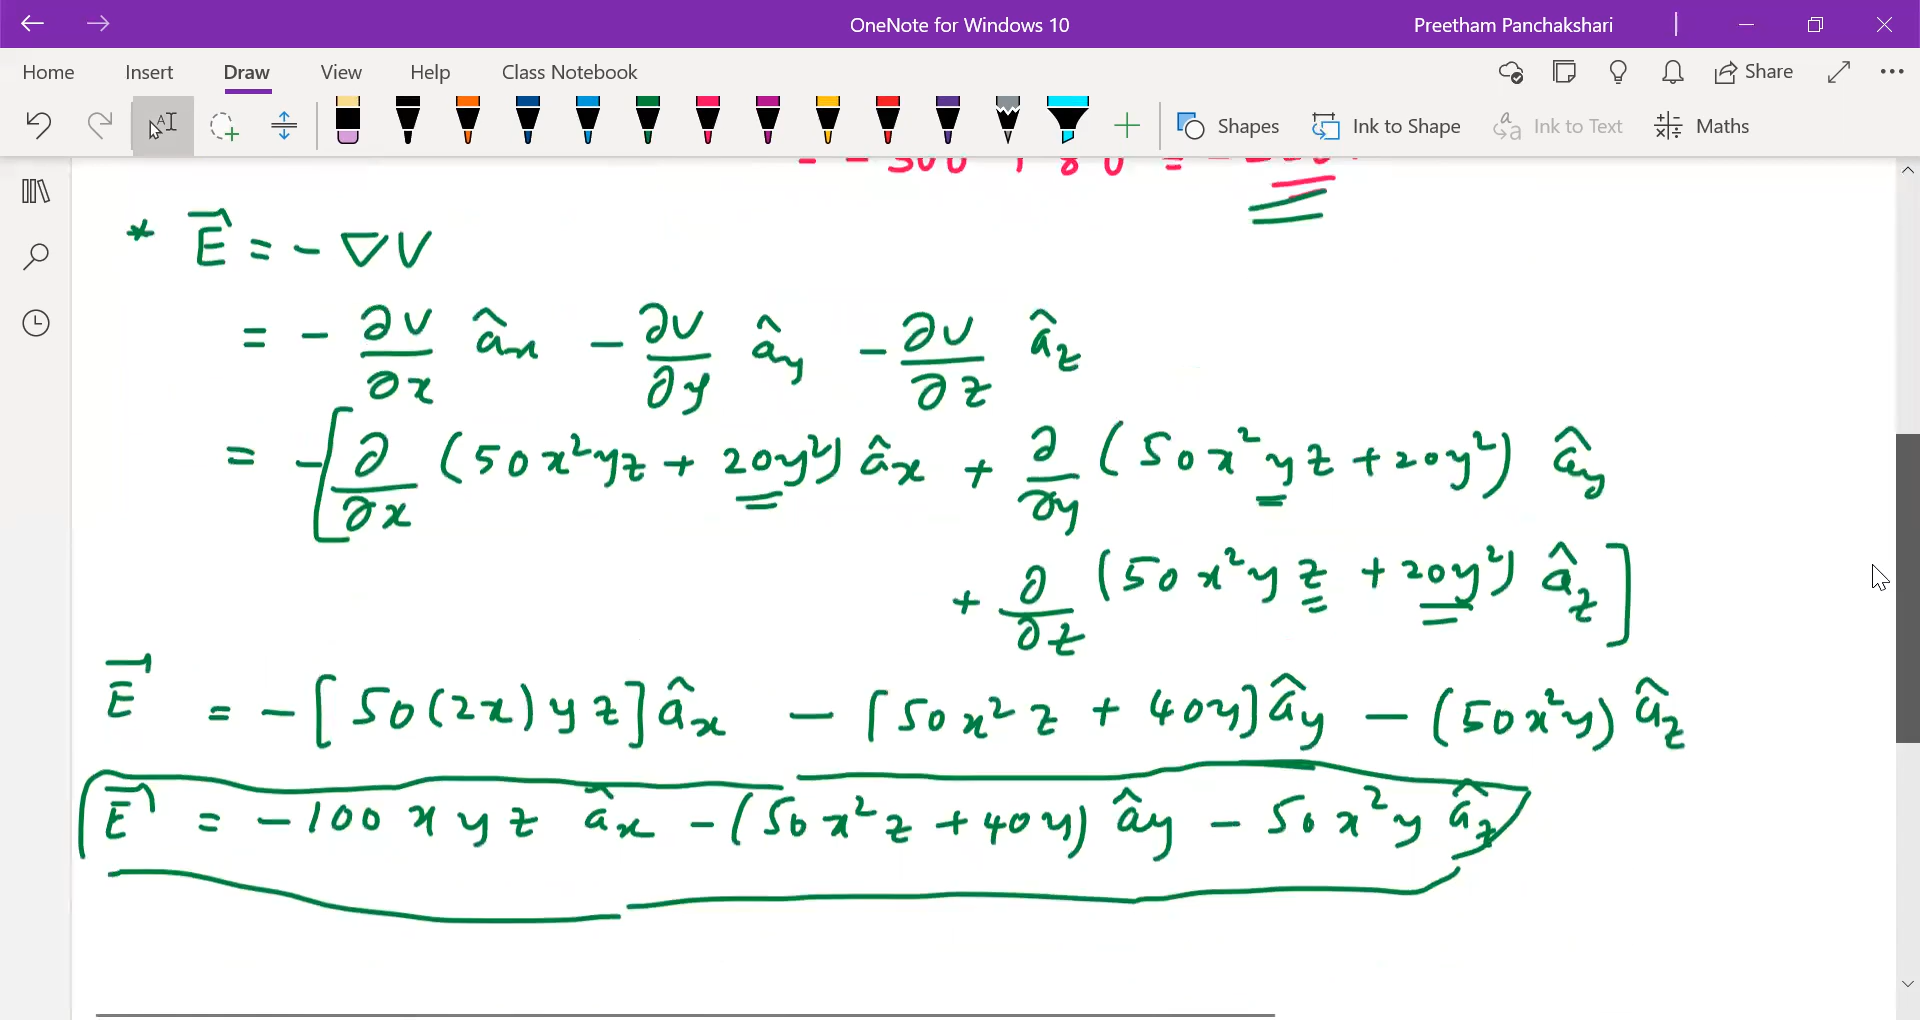 OneNote for Windows 10
Preetham Panchakshari
Home Insert Draw View Help Class Notebook
Share
Shapes Ink to Shape Ink to Text Maths
= - 300 + 80 = -
* E⃗ = - ∇V
= - ∂V/∂x âx - ∂V/∂y ây - ∂V/∂z âz
= -[∂/∂x (50x²yz + 20y²) âx + ∂/∂y (50x²yz + 20y²) ây
+ ∂/∂z (50x²yz + 20y²) âz]
E⃗ = -[50(2x)yz]âx - [50x²z + 40y]ây - (50x²y) âz
E⃗ = -100xyz âx - (50x²z + 40y) ây - 50x²y âz